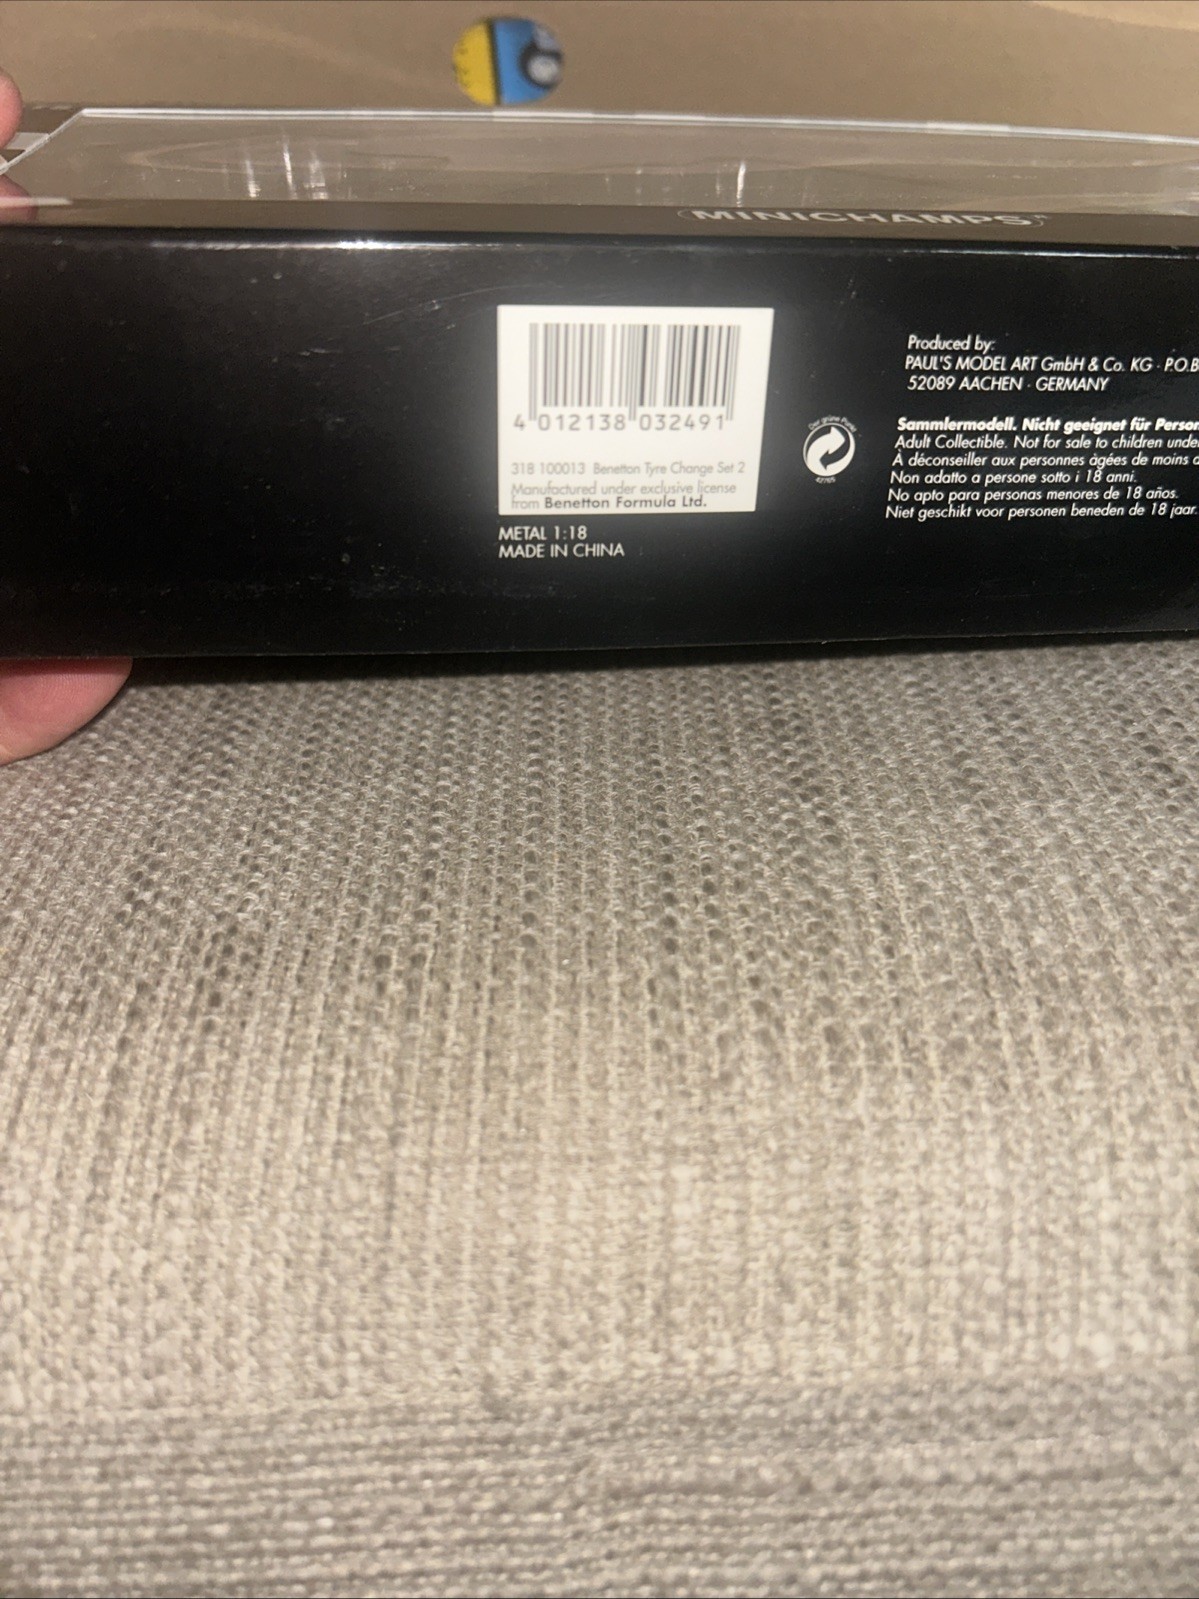 MINICHAMPS
4 012138 032491
318 100013 Benetton Tyre Change Set 2
Manufactured under exclusive license
from Benetton Formula Ltd.
METAL 1:18
MADE IN CHINA
Der grüne Punkt
Produced by:
PAUL'S MODEL ART GmbH & Co. KG · P.O.B
52089 AACHEN · GERMANY
Sammlermodell. Nicht geeignet für Person
Adult Collectible. Not for sale to children unde
À déconseiller aux personnes àgées de moins d
Non adatto a persone sotto i 18 anni.
No apto para personas menores de 18 años.
Niet geschikt voor personen beneden de 18 jaar.